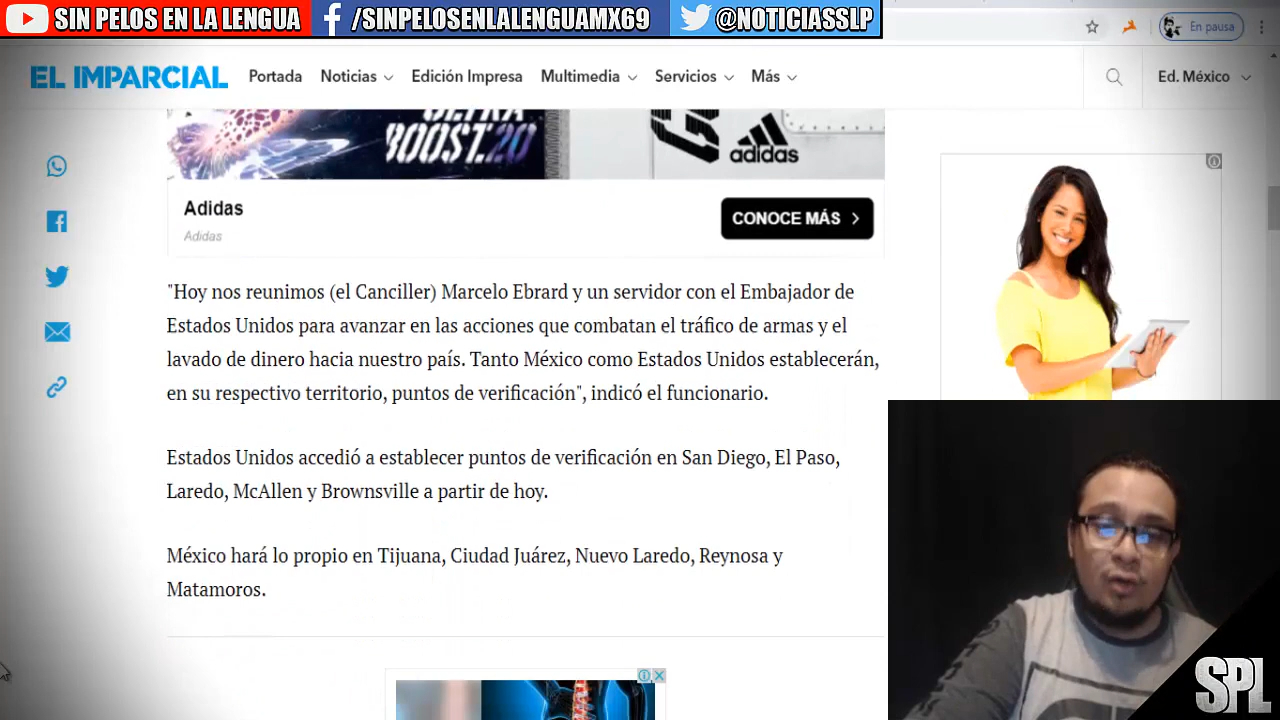 SIN PELOS EN LA LENGUA
/SINPELOSENLALENGUAMX69
@NOTICIASSLP
En pausa
EL IMPARCIAL
Portada
Noticias
Edición Impresa
Multimedia
Servicios
Más
Ed. México
ULTRA
BOOST.20
adidas
Adidas
Adidas
CONOCE MÁS
"Hoy nos reunimos (el Canciller) Marcelo Ebrard y un servidor con el Embajador de
Estados Unidos para avanzar en las acciones que combatan el tráfico de armas y el
lavado de dinero hacia nuestro país. Tanto México como Estados Unidos establecerán,
en su respectivo territorio, puntos de verificación", indicó el funcionario.
Estados Unidos accedió a establecer puntos de verificación en San Diego, El Paso,
Laredo, McAllen y Brownsville a partir de hoy.
México hará lo propio en Tijuana, Ciudad Juárez, Nuevo Laredo, Reynosa y
Matamoros.
SPL